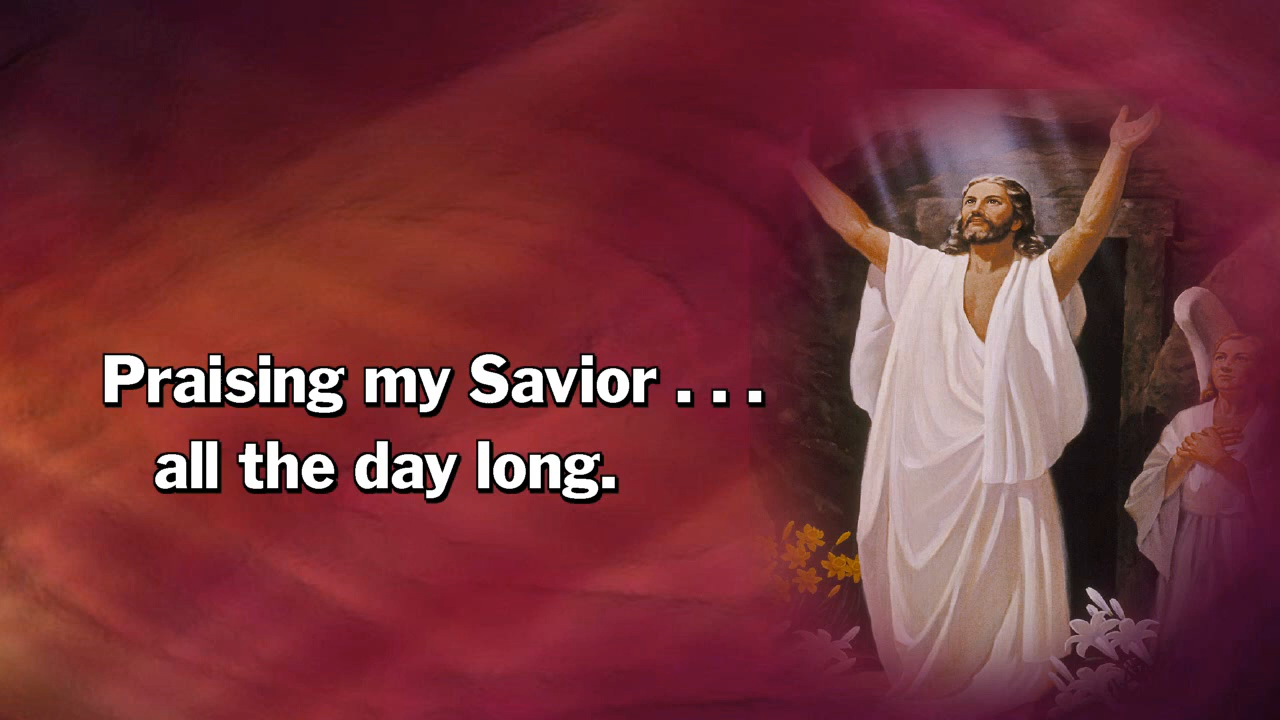 Praising my Savior . . .
all the day long.